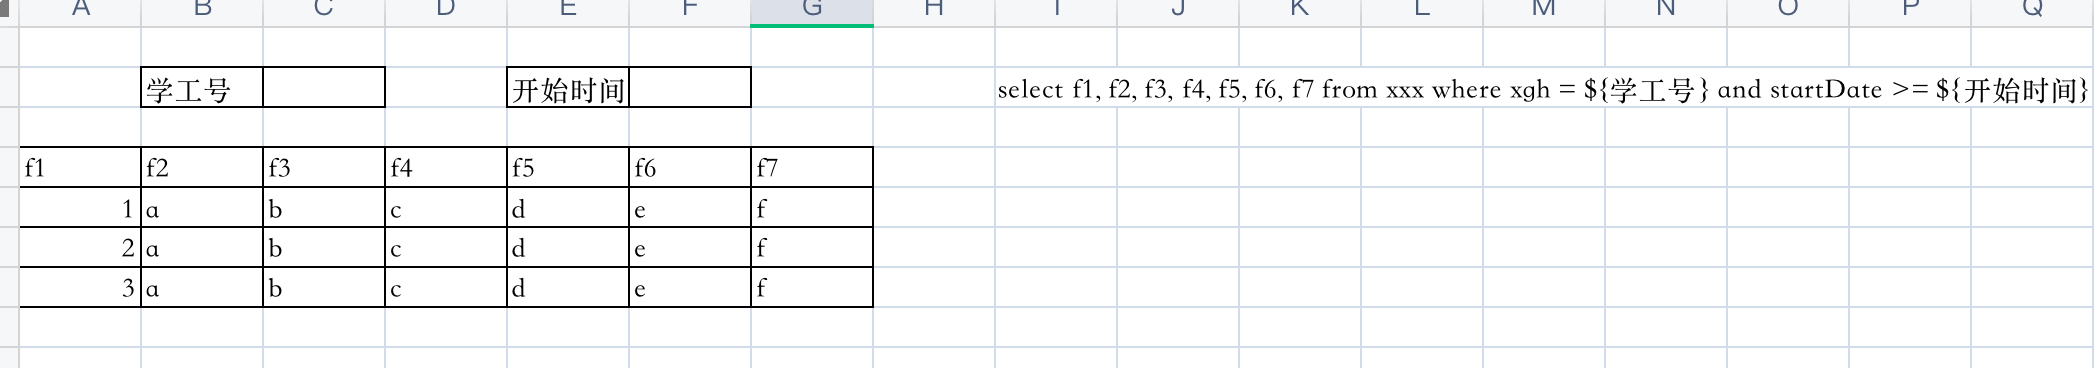 A B C D E F G H I J K L M N O P Q
学工号 开始时间 select f1, f2, f3, f4, f5, f6, f7 from xxx where xgh = ${学工号} and startDate >= ${开始时间}
f1 f2 f3 f4 f5 f6 f7
1 a b c d e f
2 a b c d e f
3 a b c d e f